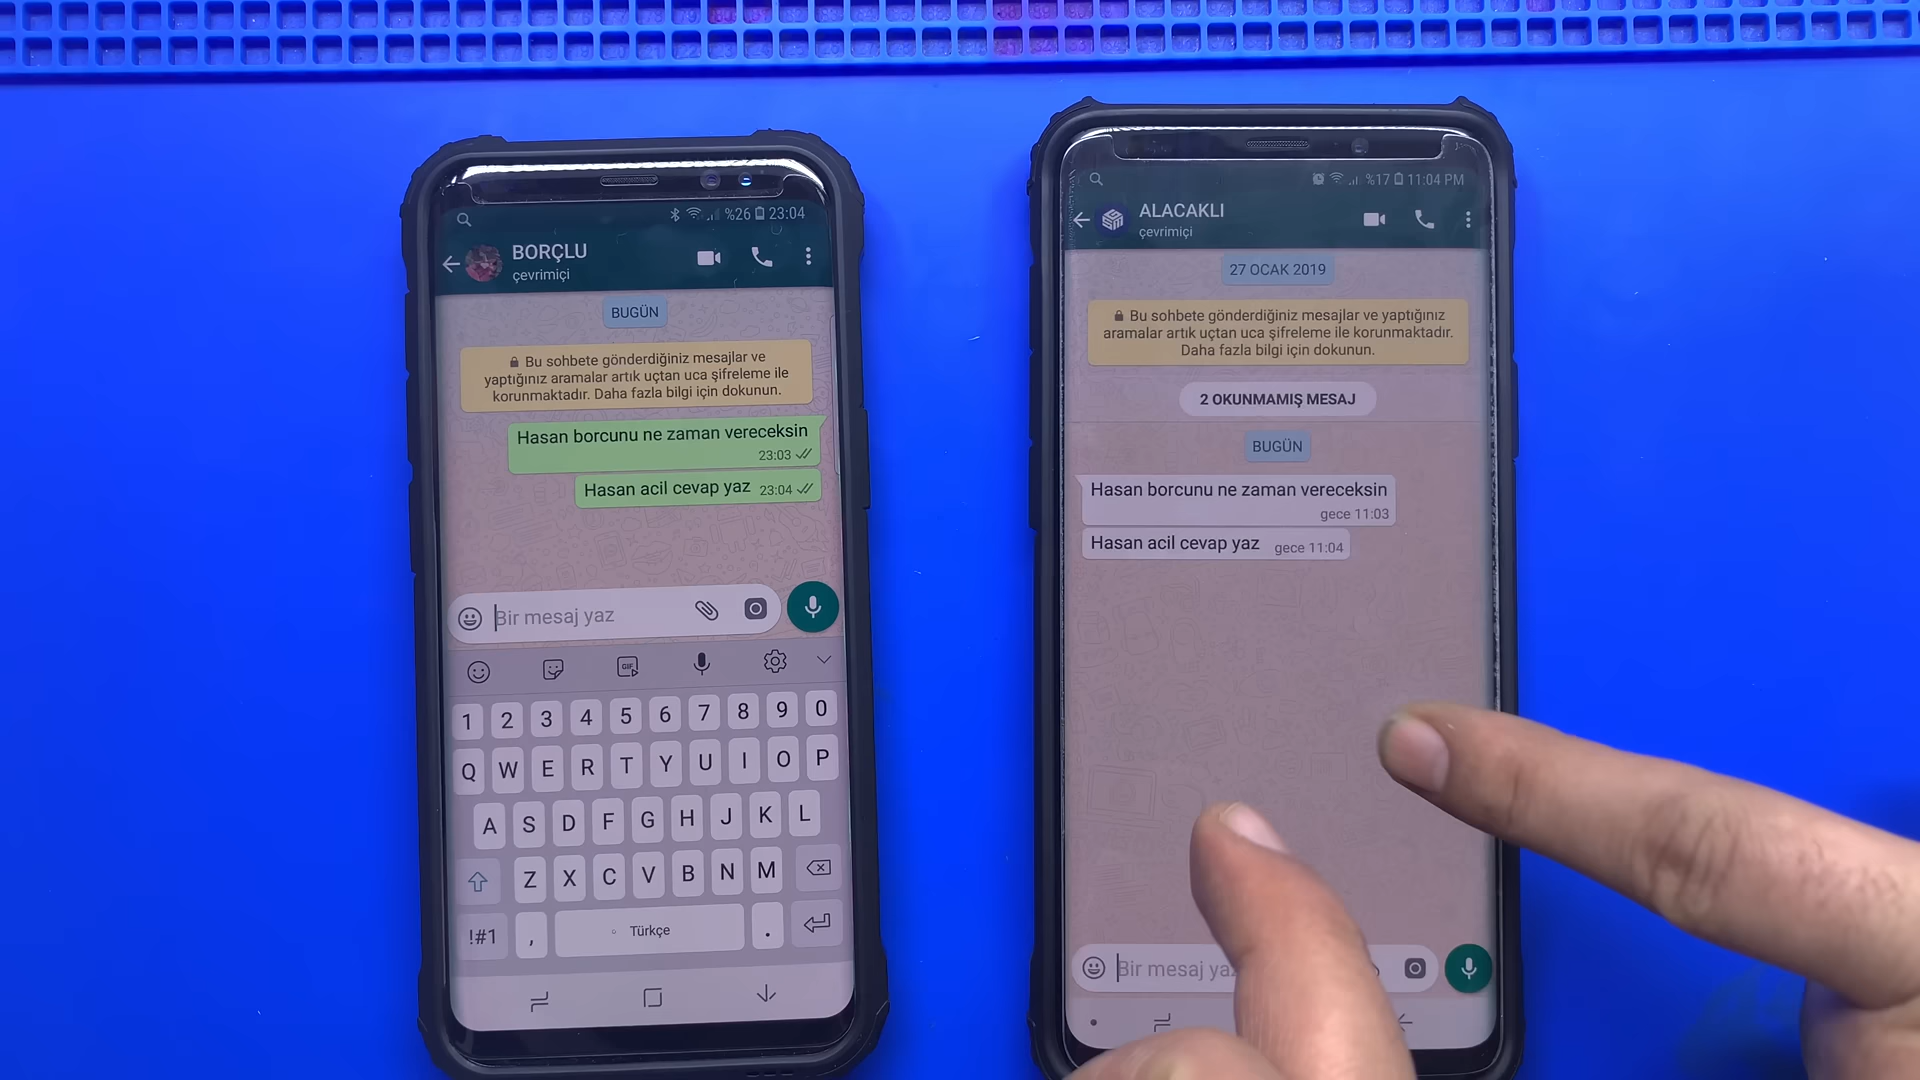 %26 23:04
BORÇLU
çevrimiçi
BUGÜN
Bu sohbete gönderdiğiniz mesajlar ve
yaptığınız aramalar artık uçtan uca şifreleme ile
korunmaktadır. Daha fazla bilgi için dokunun.
Hasan borcunu ne zaman vereceksin
23:03
Hasan acil cevap yaz 23:04
Bir mesaj yaz
GIF
1 2 3 4 5 6 7 8 9 0
Q W E R T Y U I O P
A S D F G H J K L
Z X C V B N M
!#1 , Türkçe .
%17 11:04 PM
ALACAKLI
çevrimiçi
27 OCAK 2019
Bu sohbete gönderdiğiniz mesajlar ve yaptığınız
aramalar artık uçtan uca şifreleme ile korunmaktadır.
Daha fazla bilgi için dokunun.
2 OKUNMAMIŞ MESAJ
BUGÜN
Hasan borcunu ne zaman vereceksin
gece 11:03
Hasan acil cevap yaz gece 11:04
Bir mesaj yaz